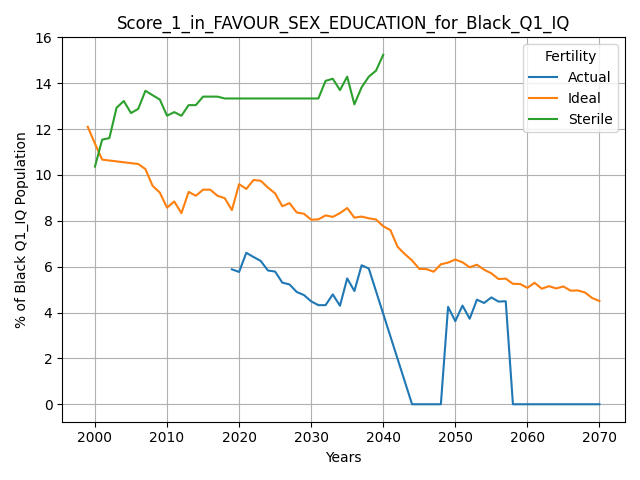 Score_1_in_FAVOUR_SEX_EDUCATION_for_Black_Q1_IQ
% of Black Q1_IQ Population
16
14
12
10
8
6
4
2
0
Fertility
Actual
Ideal
Sterile
2000 2010 2020 2030 2040 2050 2060 2070
Years